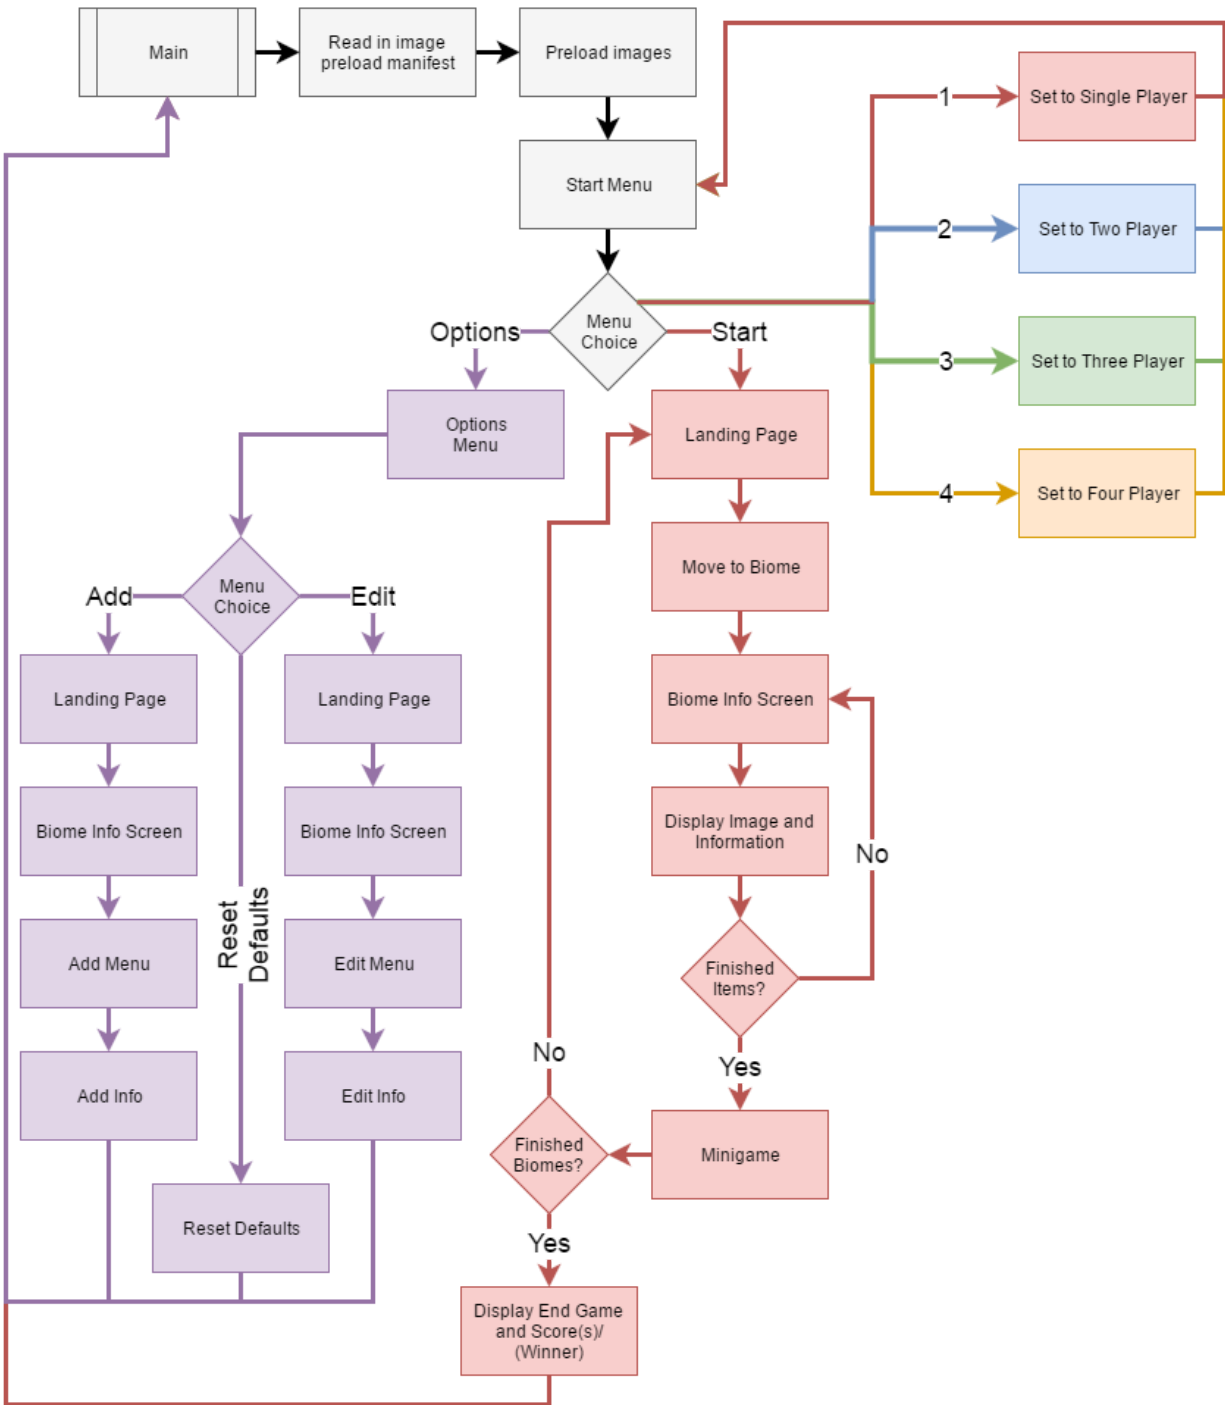 Main
Read in image
preload manifest
Preload images
1
Set to Single Player
Start Menu
2
Set to Two Player
Menu
Choice
Options
Start
3
Set to Three Player
Options
Menu
Landing Page
4
Set to Four Player
Move to Biome
Menu
Choice
Add
Edit
Landing Page
Landing Page
Biome Info Screen
Biome Info Screen
Biome Info Screen
Display Image and
Information
No
Reset
Defaults
Add Menu
Edit Menu
Finished
Items?
Yes
No
Add Info
Edit Info
Finished
Biomes?
Minigame
Reset Defaults
Yes
Display End Game
and Score(s)/
(Winner)